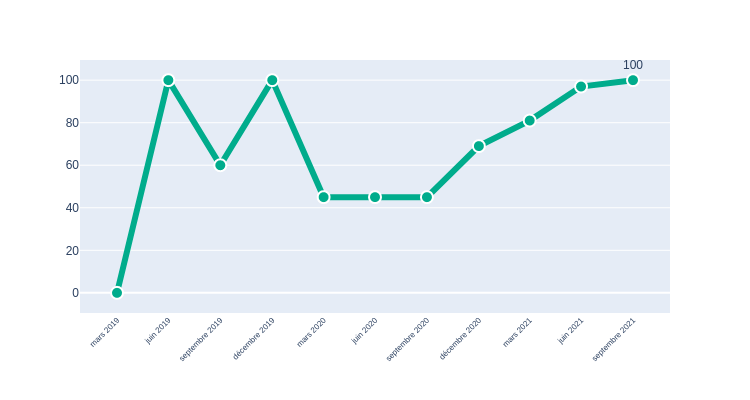 100
100
80
60
40
20
0
mars 2019
juin 2019
septembre 2019
décembre 2019
mars 2020
juin 2020
septembre 2020
décembre 2020
mars 2021
juin 2021
septembre 2021